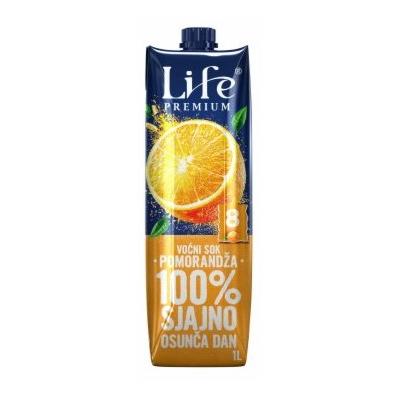 Life®
PREMIUM
8
VOĆNI SOK
• POMORANDŽA •
100%
SJAJNO
OSUNČA DAN
1L